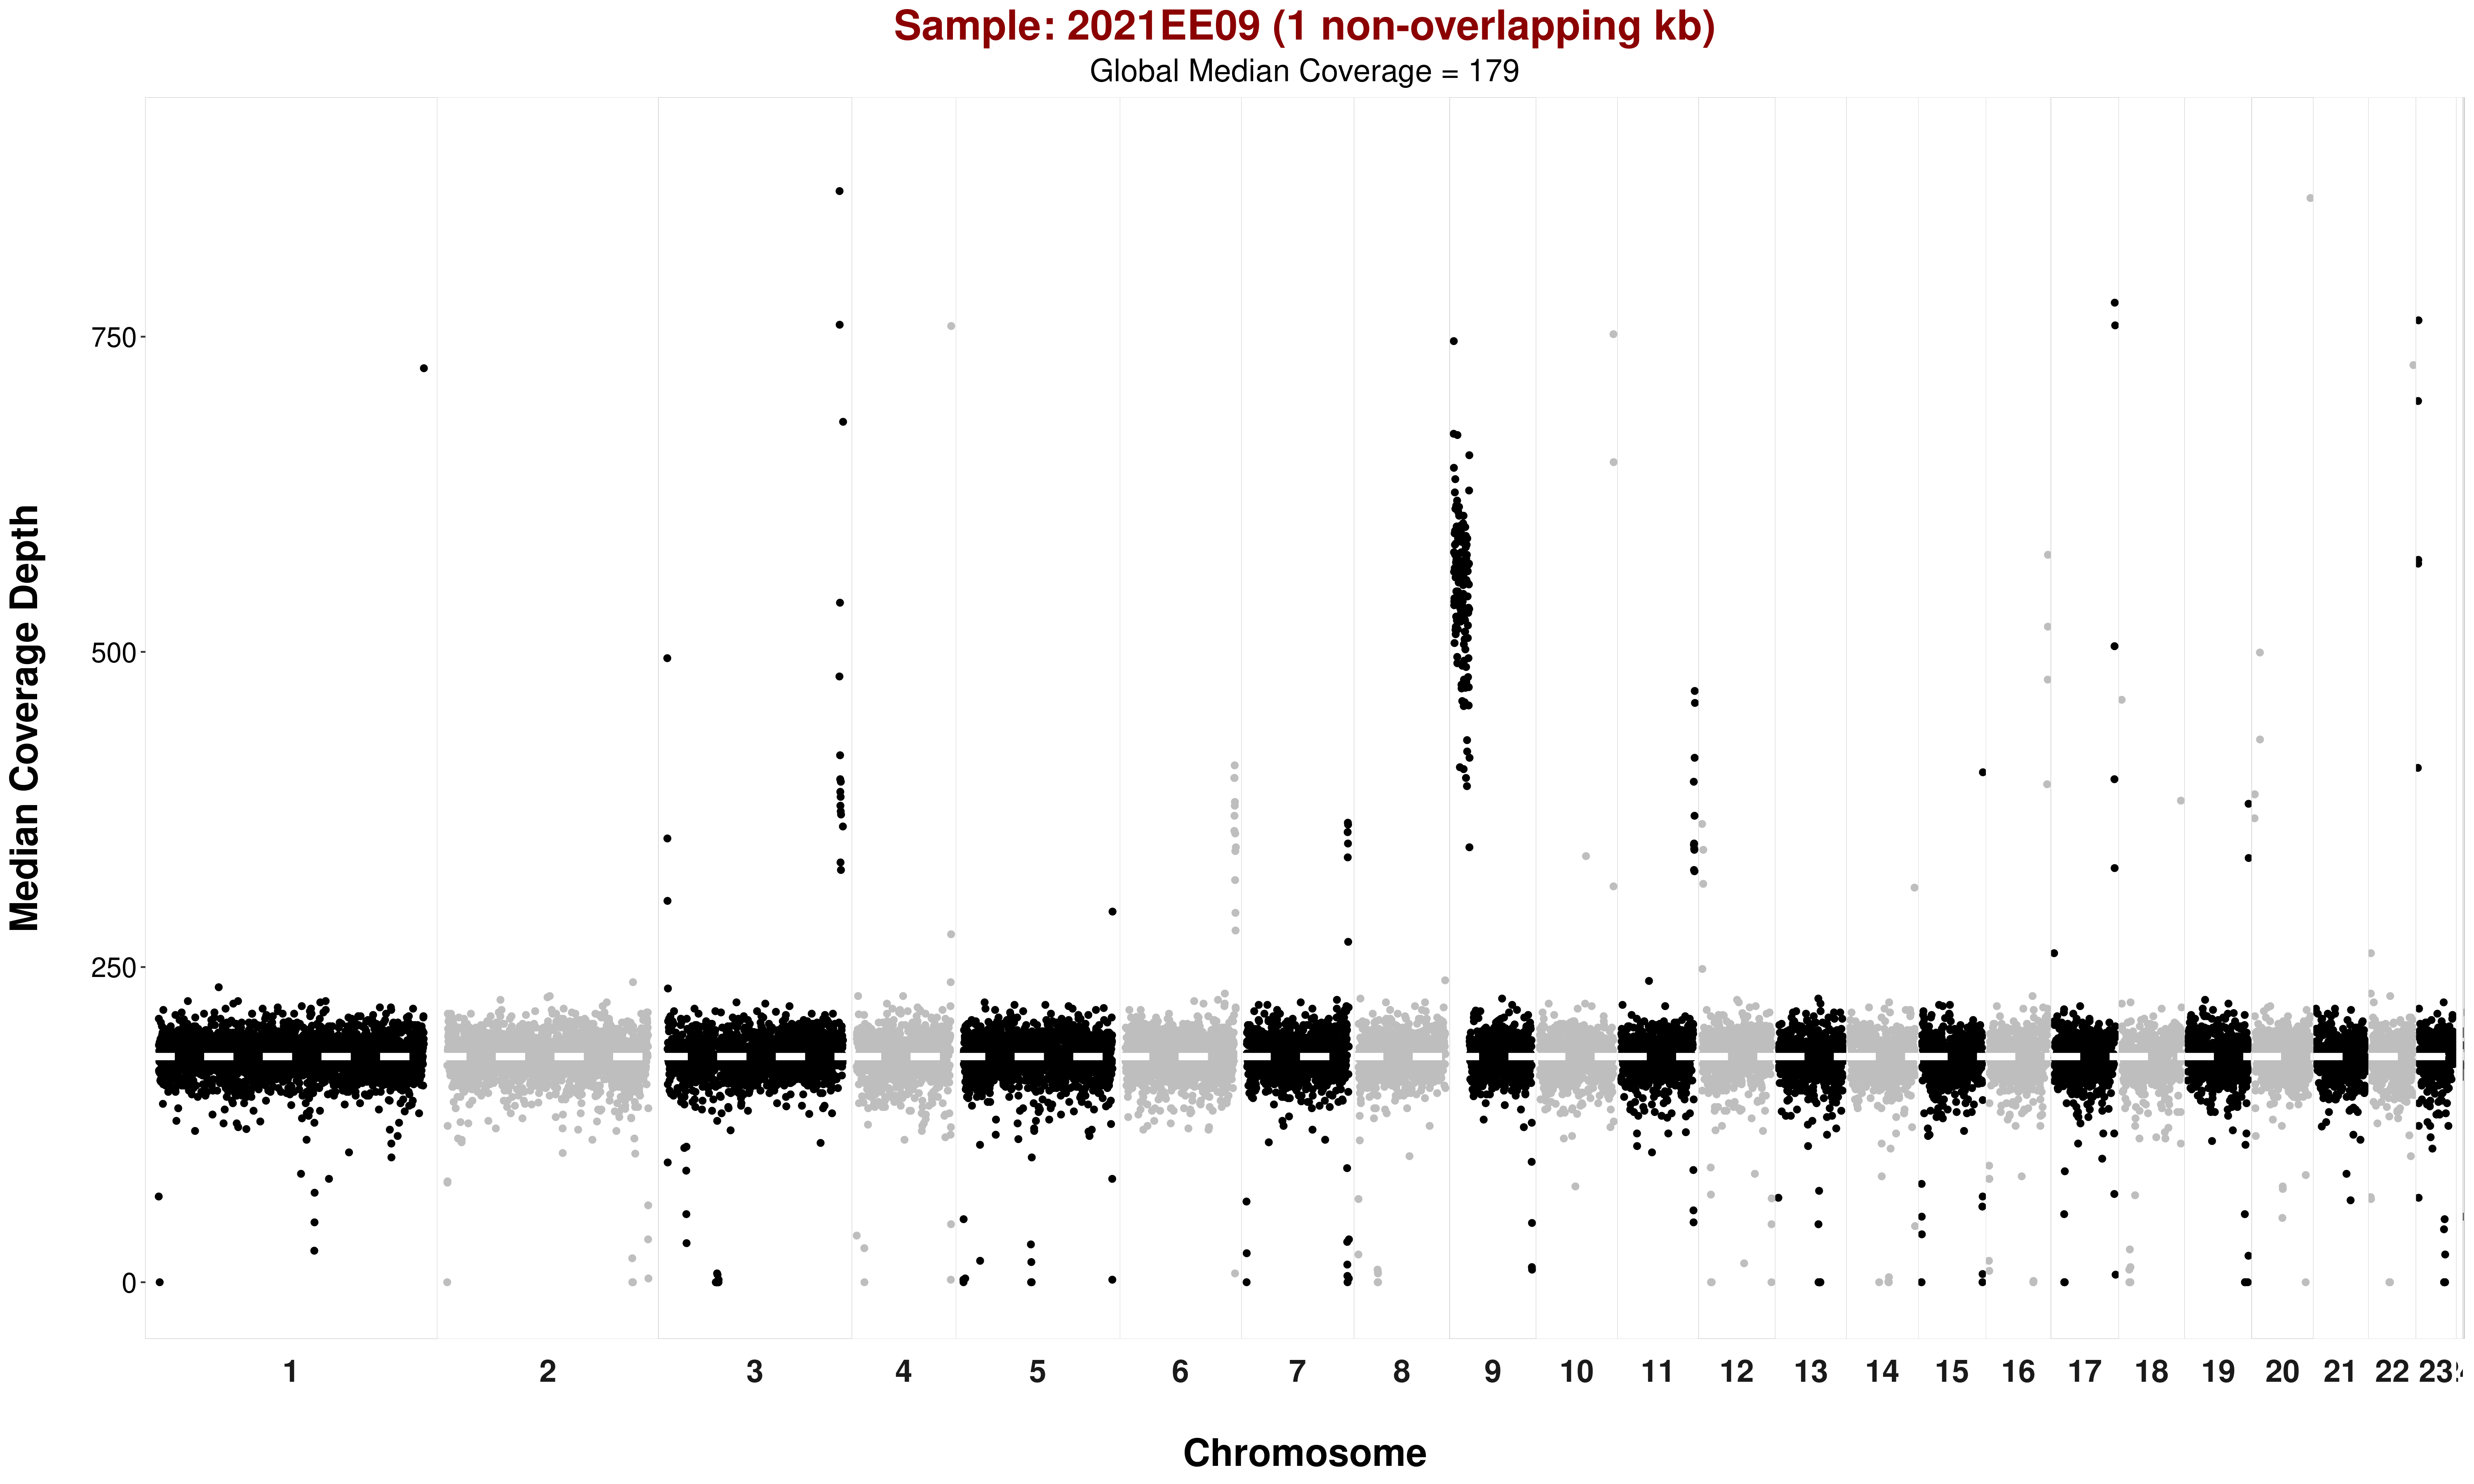 Sample: 2021EE09 (1 non-overlapping kb)
Global Median Coverage = 179
Median Coverage Depth
750
500
250
0
1 2 3 4 5 6 7 8 9 10 11 12 13 14 15 16 17 18 19 20 21 22 23
Chromosome